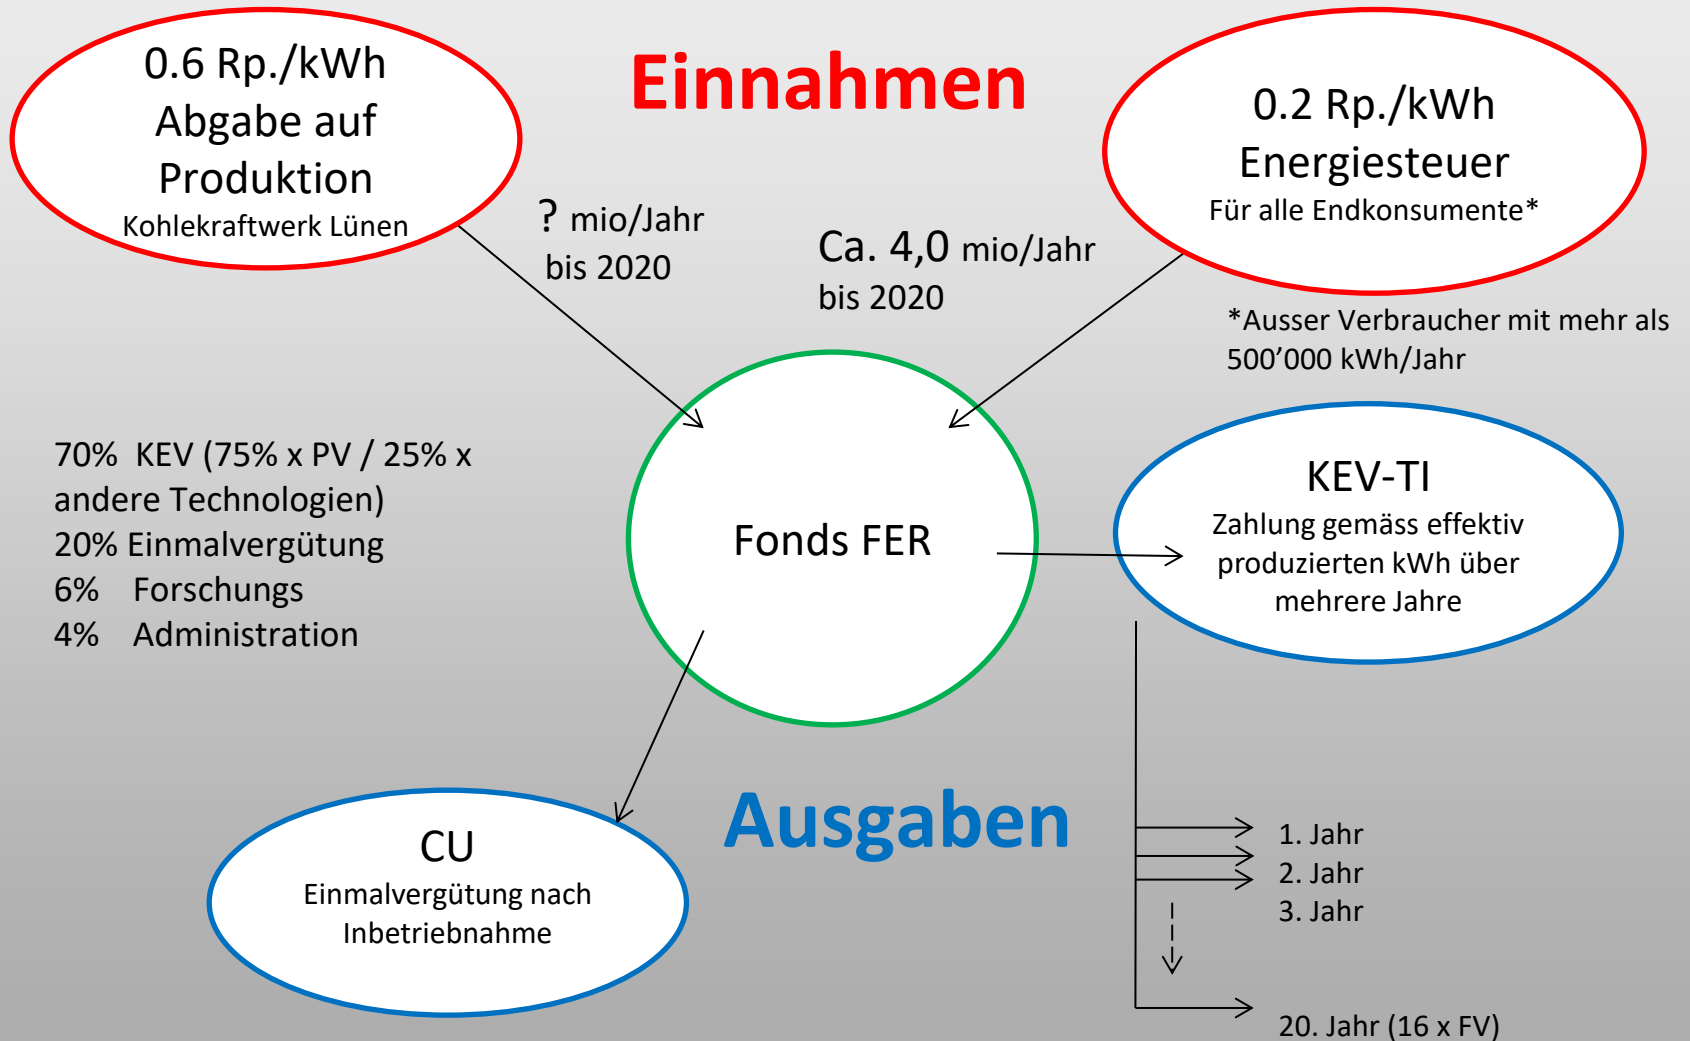 0.6 Rp./kWh
Abgabe auf
Produktion
Kohlekraftwerk Lünen
Einnahmen
0.2 Rp./kWh
Energiesteuer
Für alle Endkonsumente*
? mio/Jahr
bis 2020
Ca. 4,0 mio/Jahr
bis 2020
*Ausser Verbraucher mit mehr als
500’000 kWh/Jahr
70% KEV (75% x PV / 25% x
andere Technologien)
20% Einmalvergütung
6% Forschungs
4% Administration
Fonds FER
KEV-TI
Zahlung gemäss effektiv
produzierten kWh über
mehrere Jahre
Ausgaben
CU
Einmalvergütung nach
Inbetriebnahme
1. Jahr
2. Jahr
3. Jahr
20. Jahr (16 x FV)